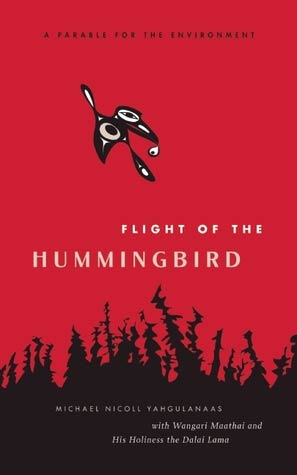 A PARABLE FOR THE ENVIRONMENT
FLIGHT OF THE
HUMMINGBIRD
MICHAEL NICOLL YAHGULANAAS
with Wangari Maathai and
His Holiness the Dalai Lama